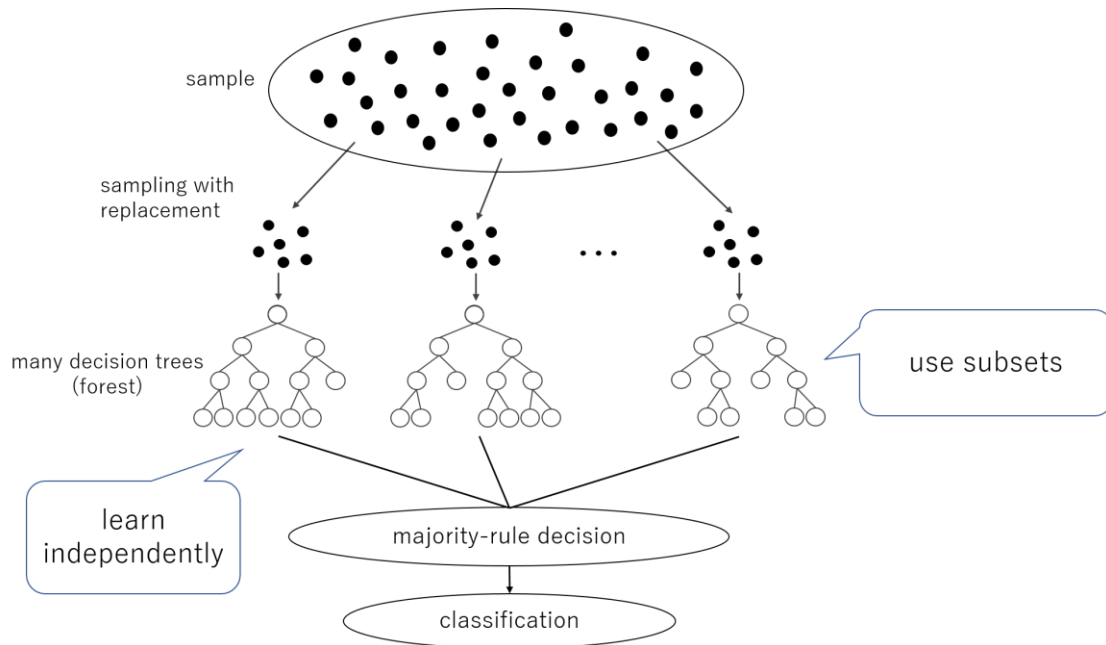 sample
sampling with
replacement
. . .
many decision trees
(forest)
use subsets
learn
independently
majority-rule decision
classification